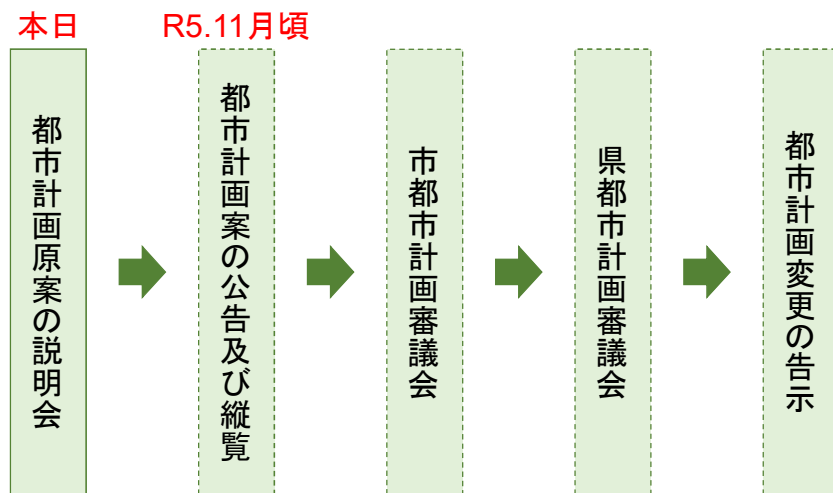 本日
R5.11月頃
都市計画原案の説明会
都市計画案の公告及び縦覧
市都市計画審議会
県都市計画審議会
都市計画変更の告示